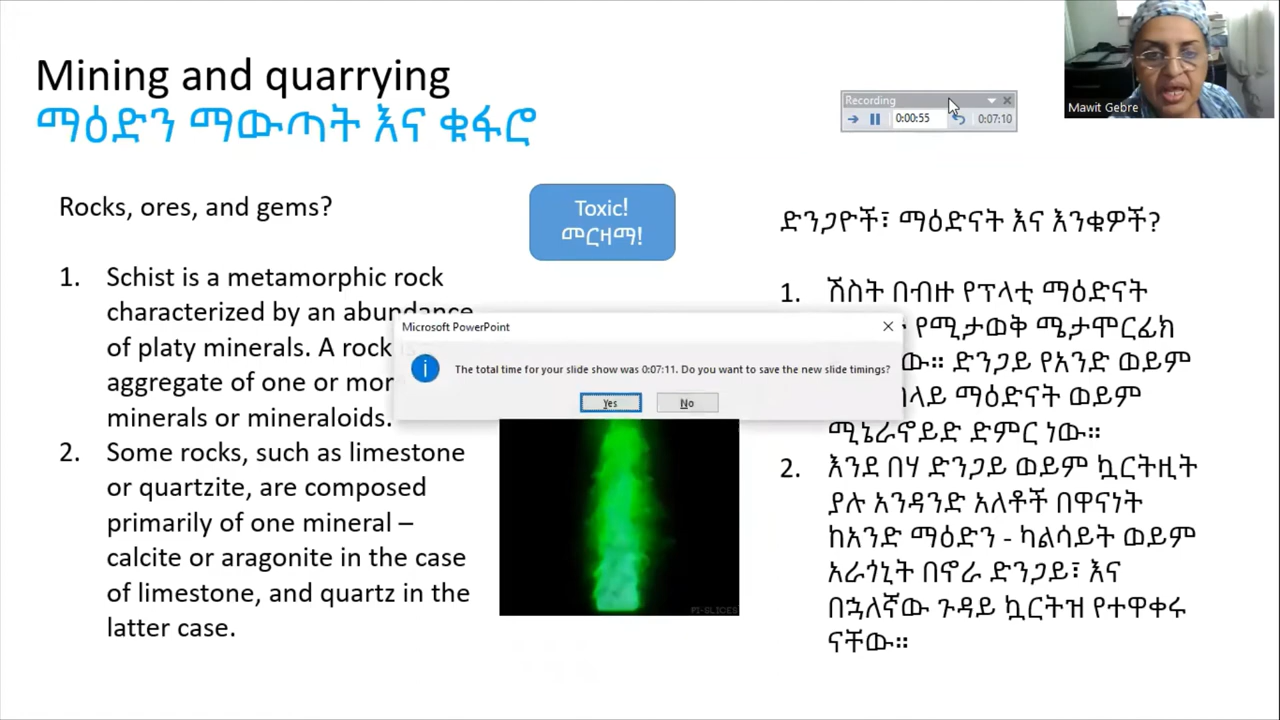 Mining and quarrying
ማዕድን ማውጣት እና ቁፋሮ
Recording
0:00:55
0:07:10
Mawit Gebre
Rocks, ores, and gems?
1. Schist is a metamorphic rock
characterized by an abundance
of platy minerals. A rock
aggregate of one or mor
minerals or mineraloids.
2. Some rocks, such as limestone
or quartzite, are composed
primarily of one mineral –
calcite or aragonite in the case
of limestone, and quartz in the
latter case.
Toxic!
መርዛማ!
Microsoft PowerPoint
The total time for your slide show was 0:07:11. Do you want to save the new slide timings?
Yes
No
PT-SLIDES
ድንጋዮች፣ ማዕድናት እና እንቁዎች?
1. ሽስት በብዙ የፕላቲ ማዕድናት
የሚታወቅ ሜታሞርፊክ
ው። ድንጋይ የአንድ ወይም
በላይ ማዕድናት ወይም
ሚኔራኖይድ ድምር ነው።
2. እንደ በሃ ድንጋይ ወይም ኳርትዚት
ያሉ አንዳንድ አለቶች በዋናነት
ከአንድ ማዕድን - ካልሳይት ወይም
አራጎኒት በኖራ ድንጋይ፣ እና
በኋለኛው ጉዳይ ኳርትዝ የተዋቀሩ
ናቸው።